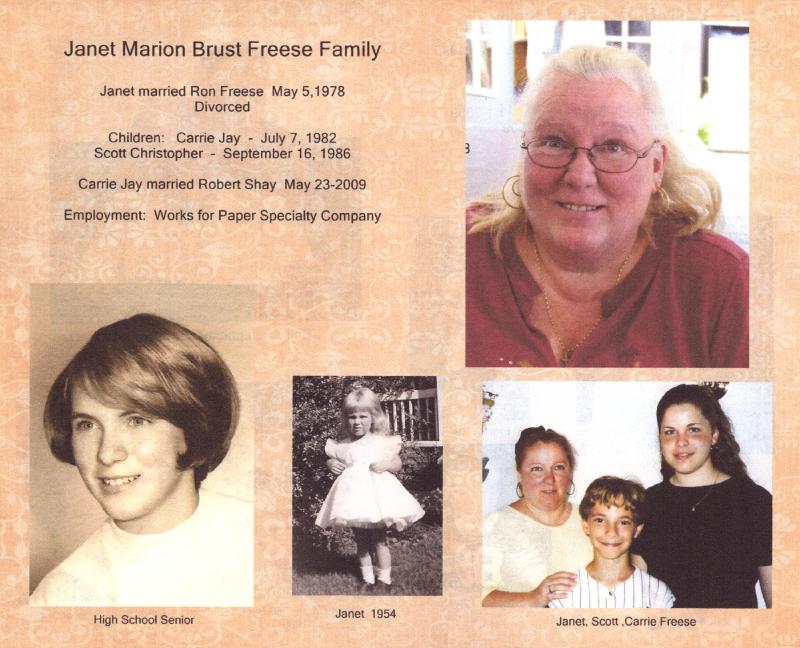 Janet Marion Brust Freese Family
Janet married Ron Freese  May 5,1978
Divorced
Children:   Carrie Jay  -  July 7, 1982
Scott Christopher  -  September 16, 1986
Carrie Jay married Robert Shay  May 23-2009
Employment:  Works for Paper Specialty Company
High School Senior
Janet  1954
Janet, Scott ,Carrie Freese